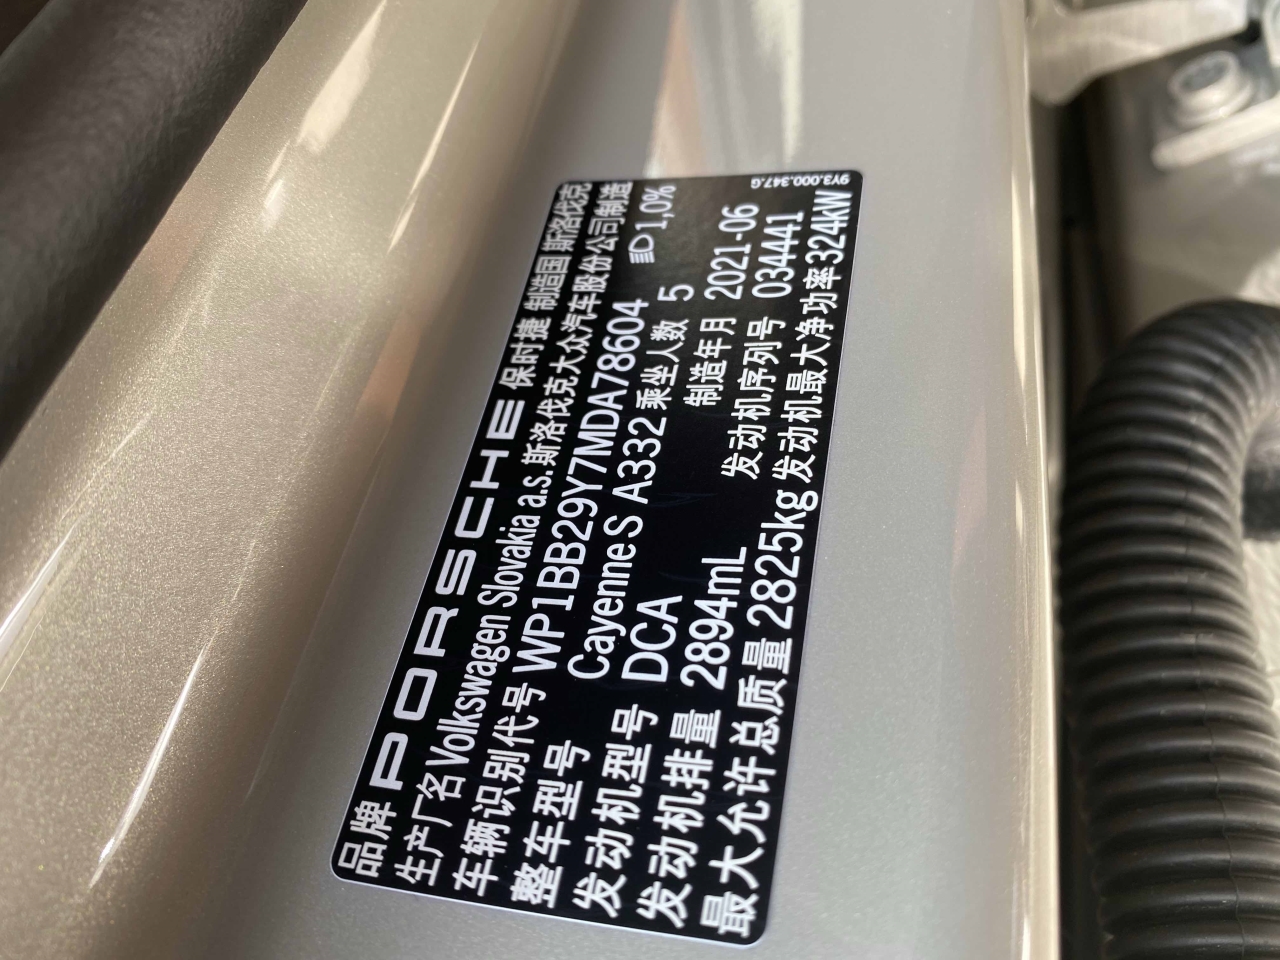 品牌 PORSCHE 保时捷 制造国 斯洛伐克
生产厂名 Volkswagen Slovakia a.s. 斯洛伐克大众汽车股份公司制造
车辆识别代号 WP1BB29Y7MDA78604 1,0%
整车型号 CayenneS A332 乘坐人数 5
发动机型号 DCA 制造年月 2021-06
发动机排量 2894mL 发动机序列号 034441
最大允许总质量 2825kg 发动机最大净功率 324kW
9Y3.000.347.G